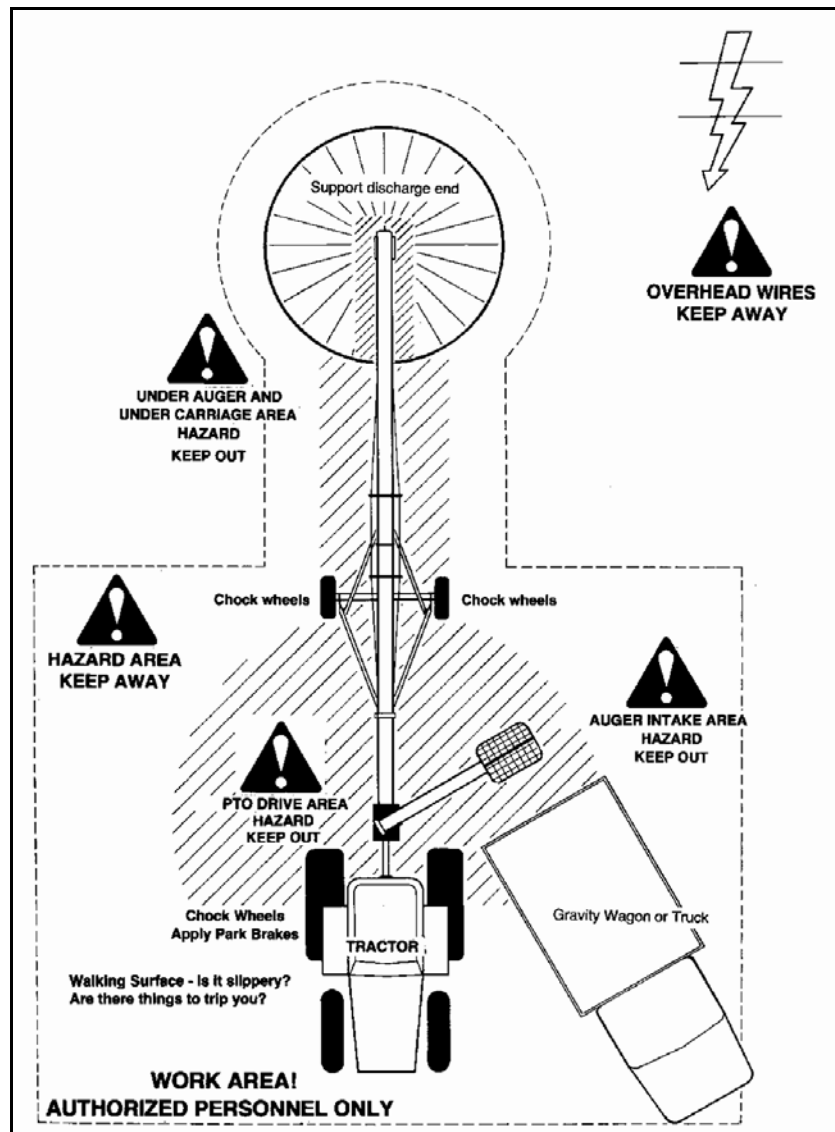 Support discharge end
OVERHEAD WIRES
KEEP AWAY
UNDER AUGER AND
UNDER CARRIAGE AREA
HAZARD
KEEP OUT
Chock wheels
Chock wheels
HAZARD AREA
KEEP AWAY
AUGER INTAKE AREA
HAZARD
KEEP OUT
PTO DRIVE AREA
HAZARD
KEEP OUT
Chock Wheels
Apply Park Brakes
Gravity Wagon or Truck
TRACTOR
Walking Surface - is it slippery?
Are there things to trip you?
WORK AREA!
AUTHORIZED PERSONNEL ONLY